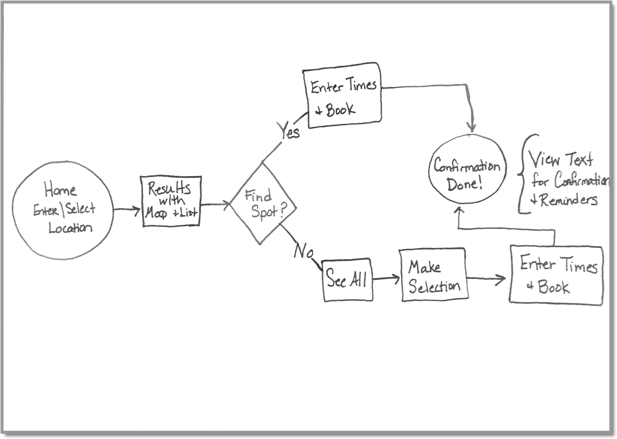 Home
Enter/Select
Location
Results
with
Map + List
Find
Spot?
Yes
Enter Times
+ Book
Confirmation
Done!
View Text
for Confirmation
+ Reminders
No
See All
Make
Selection
Enter Times
+ Book